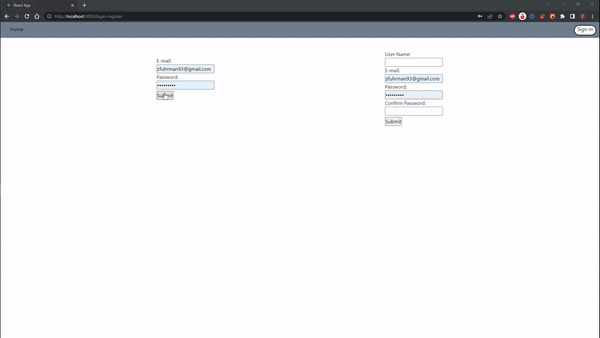 React App
http://localhost:3000/login-register
Home
Sign-In
E-mail:
zfuhrman93@gmail.com
Password:
•••••••••
Submit
User Name:
E-mail:
zfuhrman93@gmail.com
Password:
•••••••••
Confirm Password:
Submit